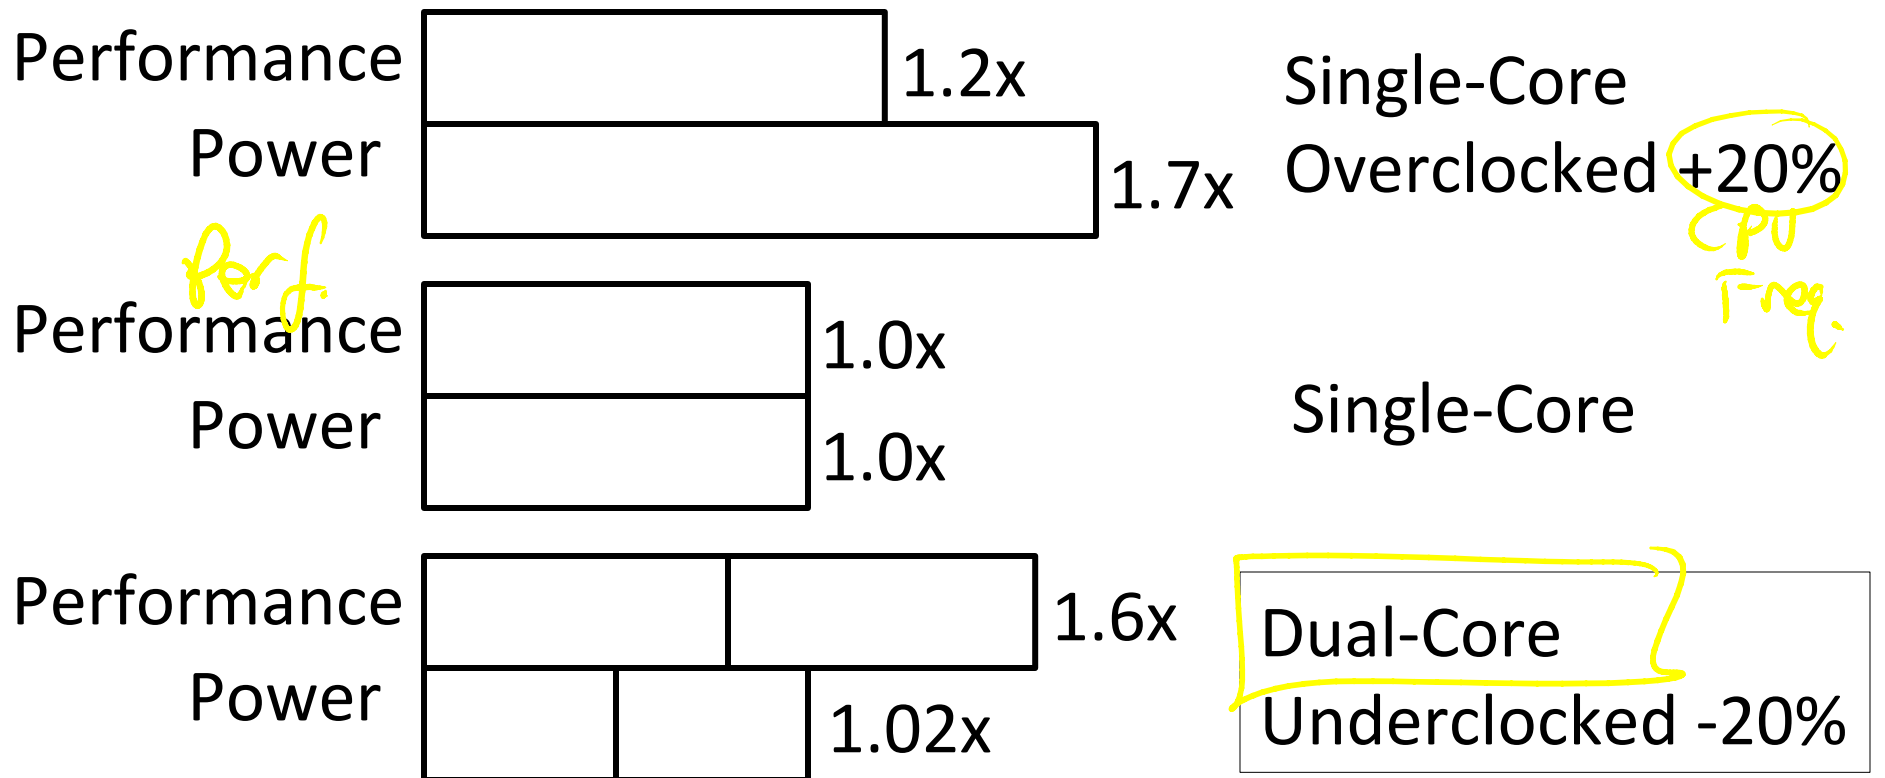 Performance
1.2x
Single-Core
Power
1.7x
Overclocked +20%
CPU
Freq.
Perf.
Performance
1.0x
Power
1.0x
Single-Core
Performance
1.6x
Dual-Core
Power
1.02x
Underclocked -20%